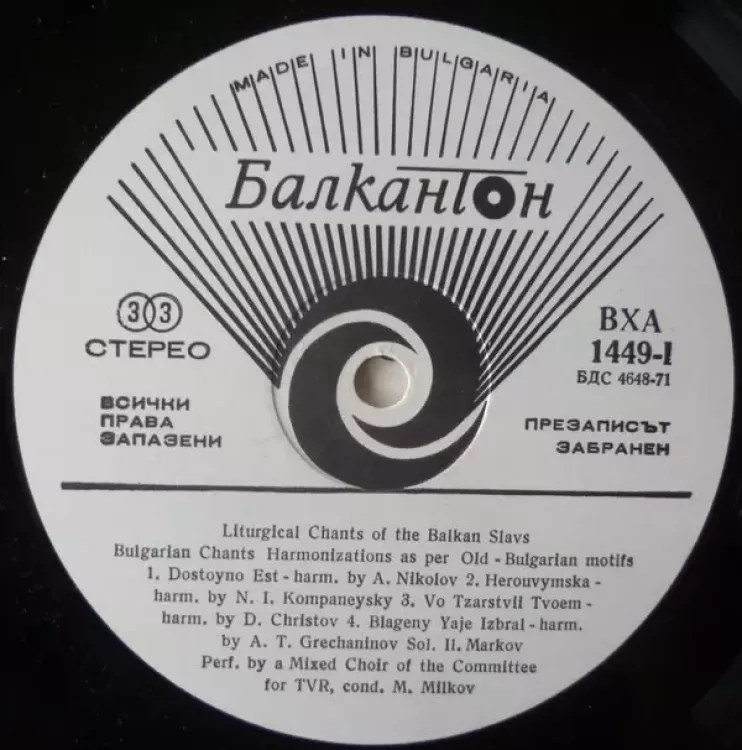 MADE IN BULGARIA
Балкантон
33
СТЕРЕО
ВХА
1449-I
БДС 4648-71
ВСИЧКИ
ПРАВА
ЗАПАЗЕНИ
ПРЕЗАПИСЪТ
ЗАБРАНЕН
Liturgical Chants of the Balkan Slavs
Bulgarian Chants Harmonizations as per Old - Bulgarian motifs
1. Dostoyno Est - harm. by A. Nikolov 2. Herouvymska -
harm. by N. I. Kompaneysky 3. Vo Tzarstvii Tvoem -
harm. by D. Christov 4. Blageny Yaje Izbral - harm.
by A. T. Grechaninov Sol. Il. Markov
Perf. by a Mixed Choir of the Committee
for TVR, cond. M. Milkov